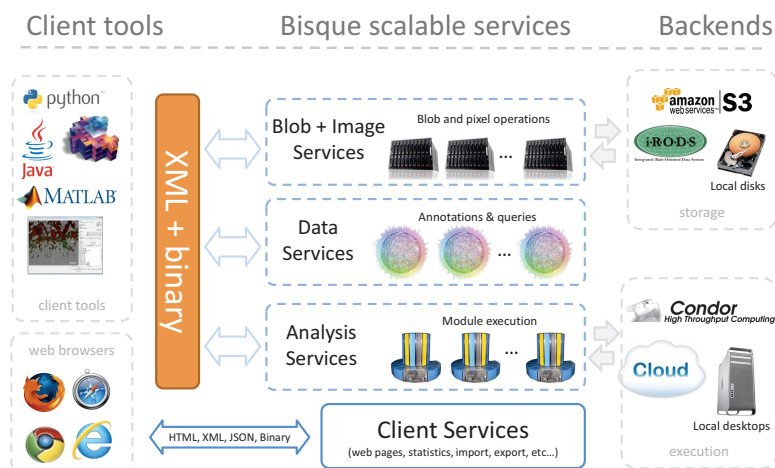 Client tools
Bisque scalable services
Backends
python™
Java
MATLAB®
client tools
web browsers
XML + binary
Blob + Image
Services
Blob and pixel operations
...
Data
Services
Annotations & queries
...
Analysis
Services
Module execution
...
HTML, XML, JSON, Binary
Client Services
(web pages, statistics, import, export, etc...)
amazon
web services™
S3
i·R·O·D·S
Integrated Rule-Oriented Data System
Local disks
storage
Condor
High Throughput Computing
Cloud
Local desktops
execution